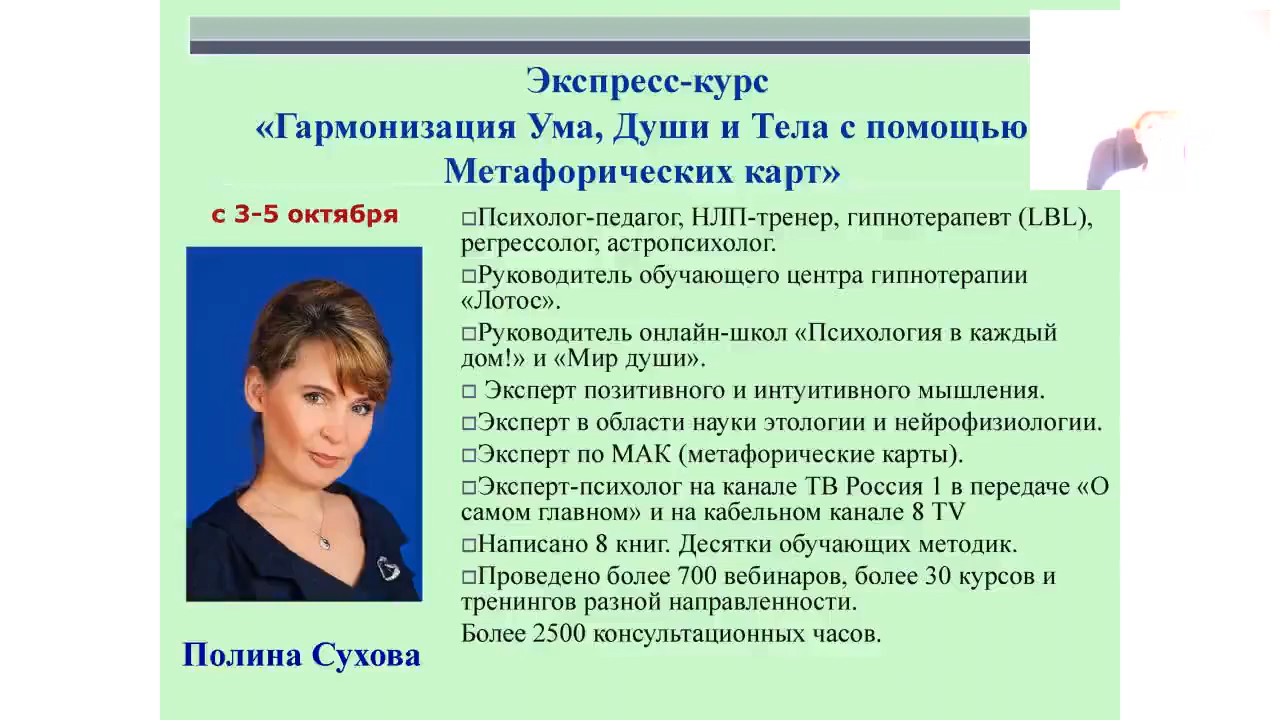 Экспресс-курс
«Гармонизация Ума, Души и Тела с помощью
Метафорических карт»
с 3-5 октября
Психолог-педагог, НЛП-тренер, гипнотерапевт (LBL),
регрессолог, астропсихолог.
Руководитель обучающего центра гипнотерапии
«Лотос».
Руководитель онлайн-школ «Психология в каждый
дом!» и «Мир души».
Эксперт позитивного и интуитивного мышления.
Эксперт в области науки этологии и нейрофизиологии.
Эксперт по МАК (метафорические карты).
Эксперт-психолог на канале ТВ Россия 1 в передаче «О
самом главном» и на кабельном канале 8 TV
Написано 8 книг. Десятки обучающих методик.
Проведено более 700 вебинаров, более 30 курсов и
тренингов разной направленности.
Более 2500 консультационных часов.
Полина Сухова